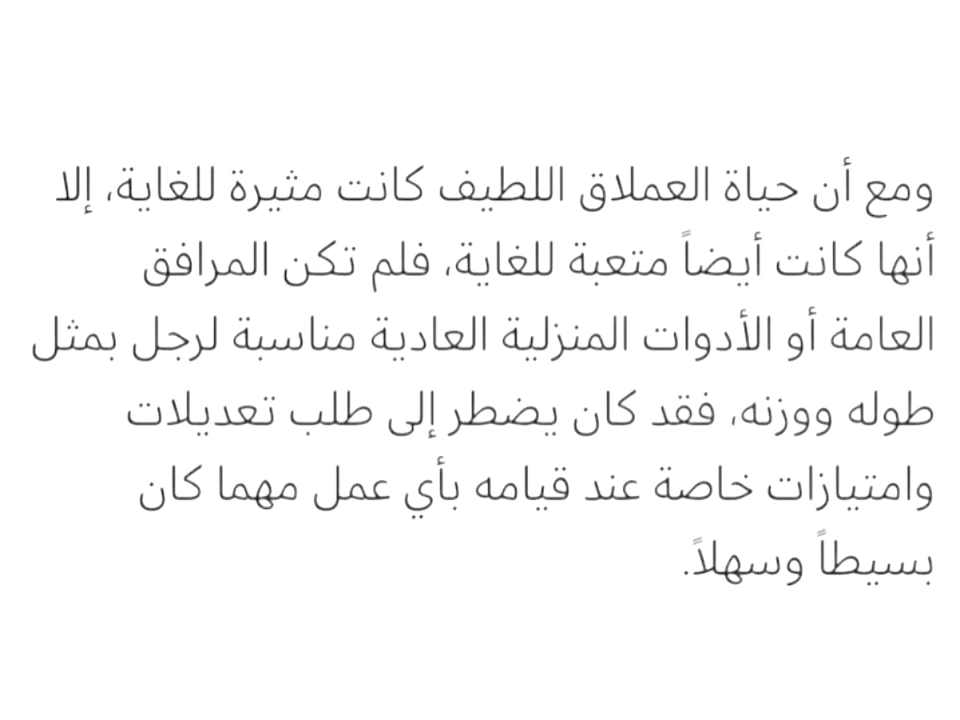 ومع أن حياة العملاق اللطيف كانت مثيرة للغاية، إلا
أنها كانت أيضاً متعبة للغاية، فلم تكن المرافق
العامة أو الأدوات المنزلية العادية مناسبة لرجل بمثل
طوله ووزنه، فقد كان يضطر إلى طلب تعديلات
وامتيازات خاصة عند قيامه بأي عمل مهما كان
بسيطاً وسهلاً.